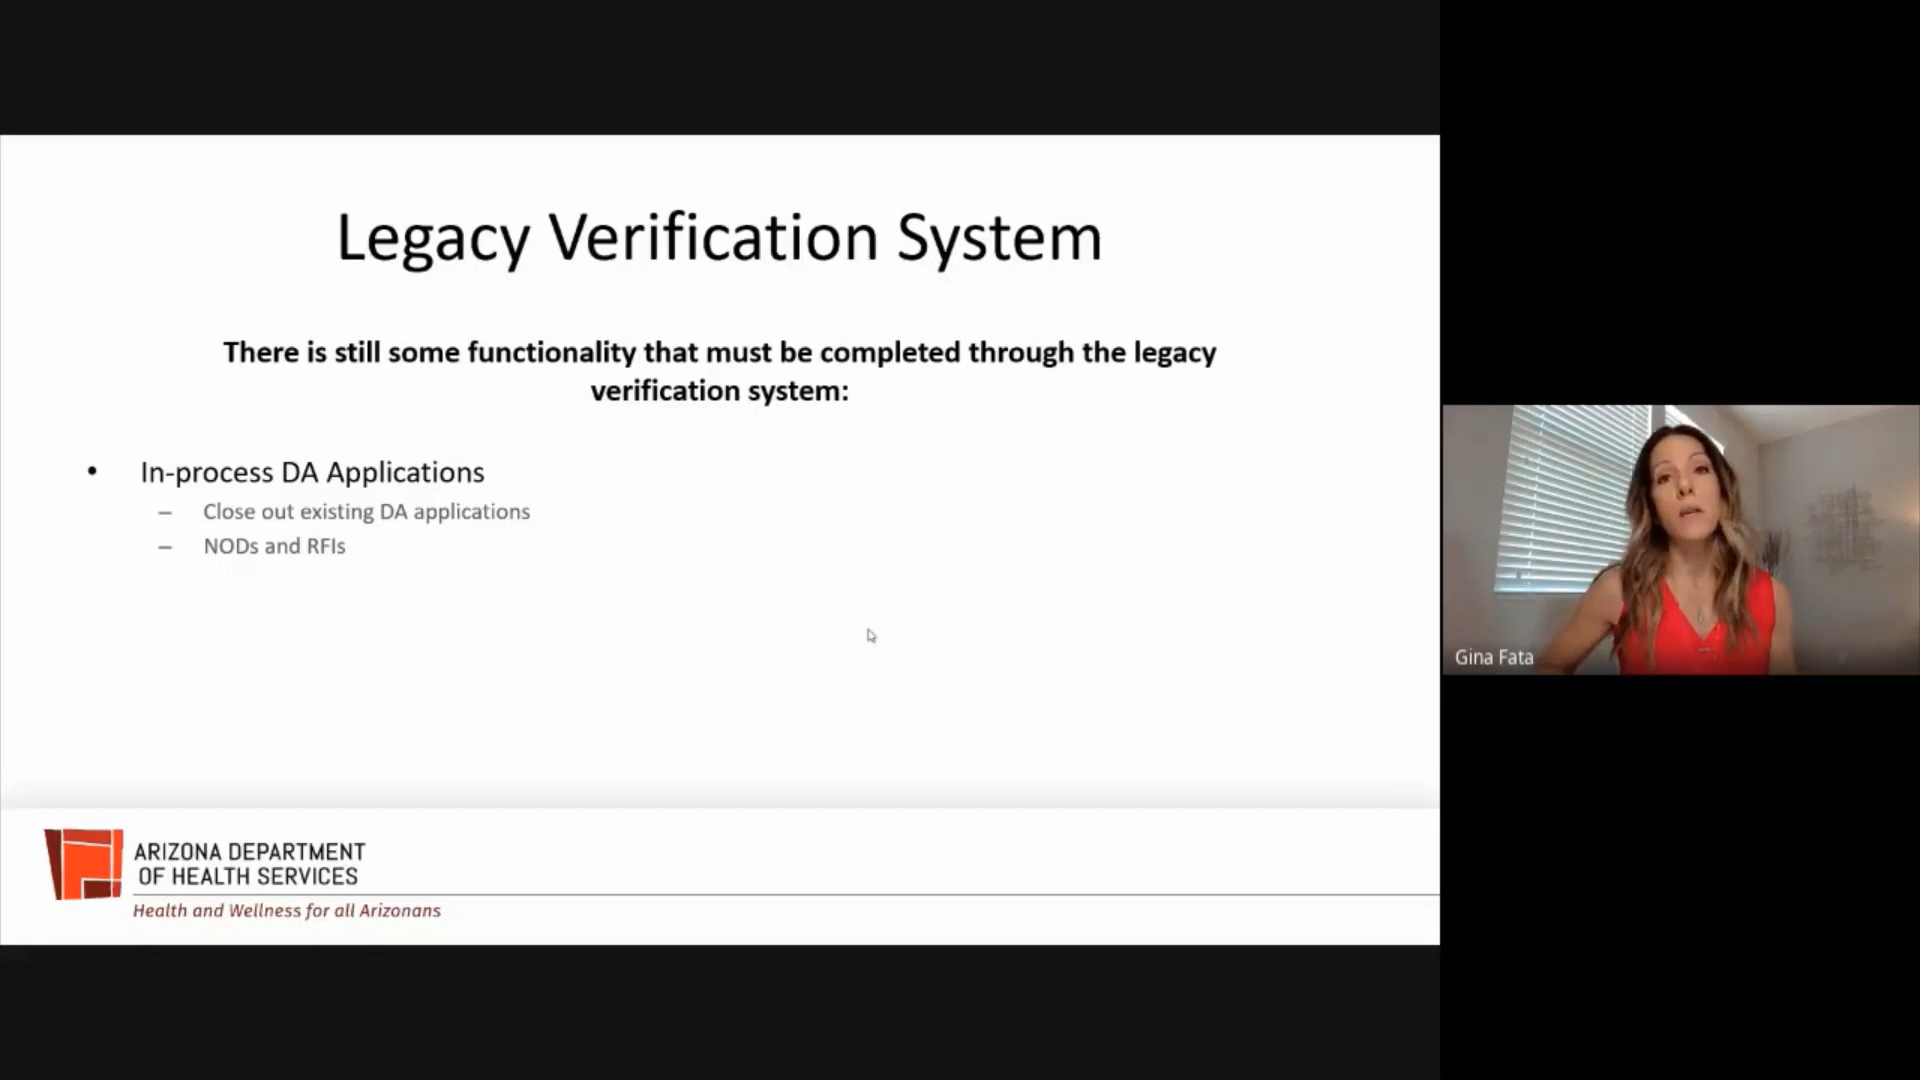 Legacy Verification System
There is still some functionality that must be completed through the legacy
verification system:
• In-process DA Applications
– Close out existing DA applications
– NODs and RFIs
ARIZONA DEPARTMENT
OF HEALTH SERVICES
Health and Wellness for all Arizonans
Gina Fata